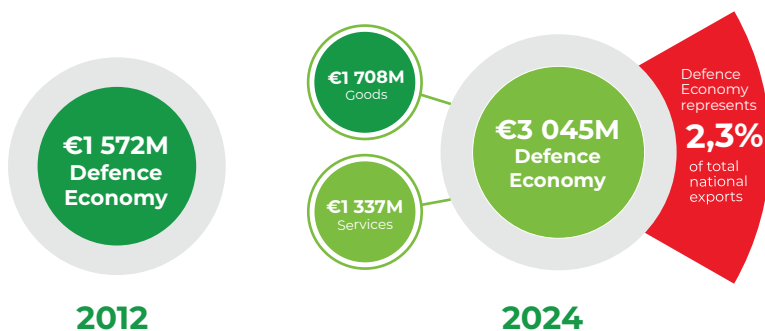 €1 572M
Defence
Economy
2012
€1 708M
Goods
€1 337M
Services
€3 045M
Defence
Economy
2024
Defence
Economy
represents
2,3%
of total
national
exports